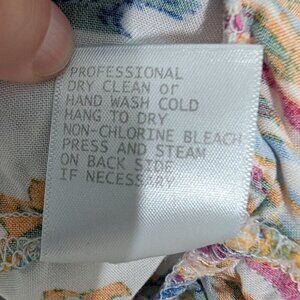 PROFESSIONAL
DRY CLEAN or
HAND WASH COLD
HANG TO DRY
NON-CHLORINE BLEACH
PRESS AND STEAM
ON BACK SIDE
IF NECESSARY